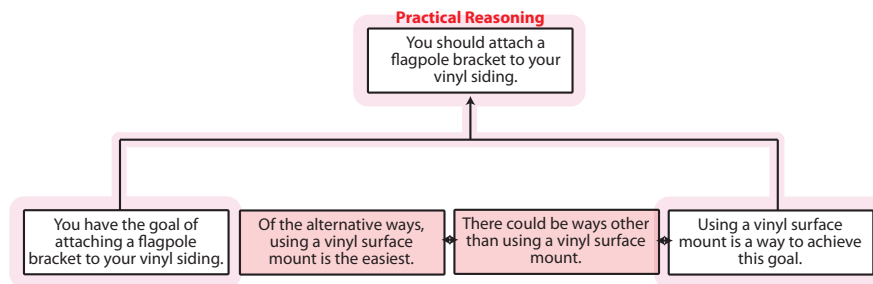 Practical Reasoning
You should attach a
flagpole bracket to your
vinyl siding.
You have the goal of
attaching a flagpole
bracket to your vinyl siding.
Of the alternative ways,
using a vinyl surface
mount is the easiest.
There could be ways other
than using a vinyl surface
mount.
Using a vinyl surface
mount is a way to achieve
this goal.